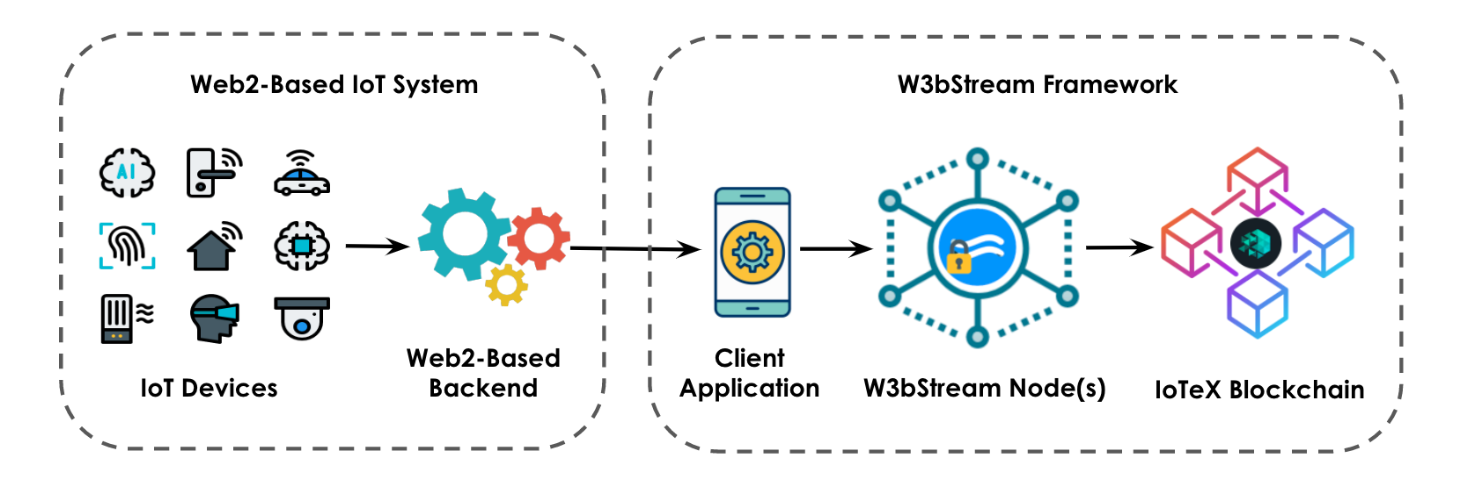 Web2-Based IoT System
W3bStream Framework
AI
IoT Devices
Web2-Based
Backend
Client
Application
W3bStream Node(s)
IoTeX Blockchain